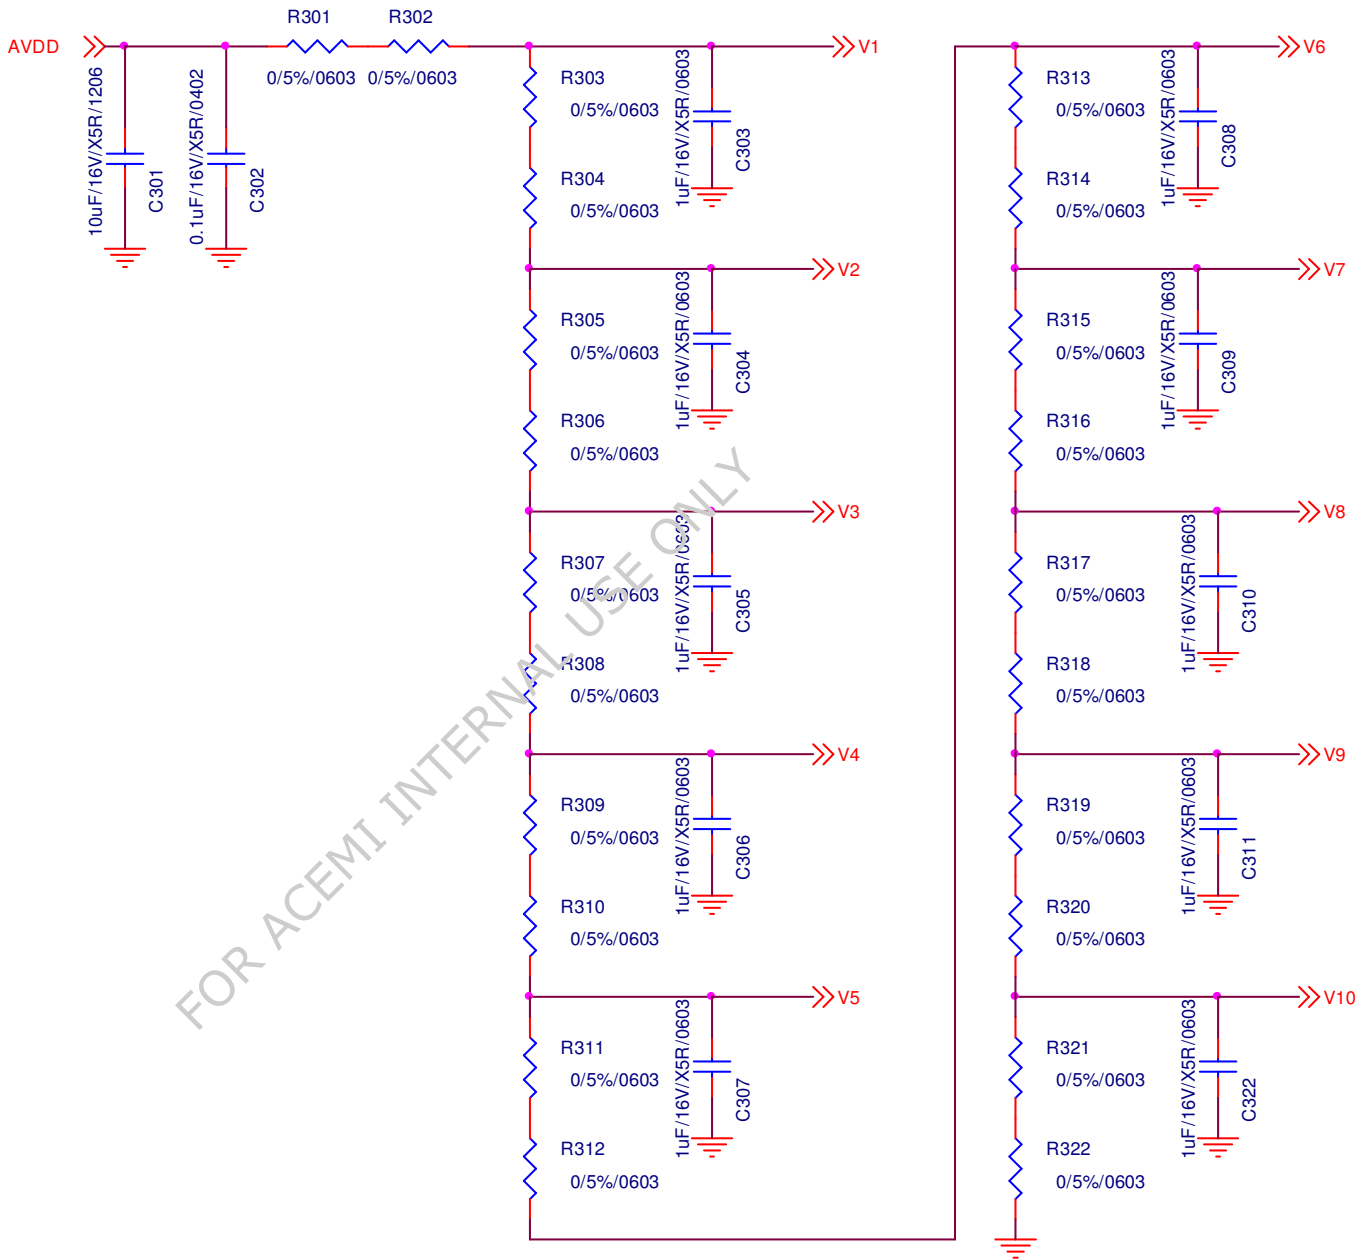 AVDD
R301
0/5%/0603
R302
0/5%/0603
10uF/16V/X5R/1206
C301
0.1uF/16V/X5R/0402
C302
V1
R303
0/5%/0603
R304
0/5%/0603
1uF/16V/X5R/0603
C303
V2
R305
0/5%/0603
R306
0/5%/0603
1uF/16V/X5R/0603
C304
V3
R307
0/5%/0603
R308
0/5%/0603
1uF/16V/X5R/0603
C305
V4
R309
0/5%/0603
R310
0/5%/0603
1uF/16V/X5R/0603
C306
V5
R311
0/5%/0603
R312
0/5%/0603
1uF/16V/X5R/0603
C307
V6
R313
0/5%/0603
R314
0/5%/0603
1uF/16V/X5R/0603
C308
V7
R315
0/5%/0603
R316
0/5%/0603
1uF/16V/X5R/0603
C309
V8
R317
0/5%/0603
R318
0/5%/0603
1uF/16V/X5R/0603
C310
V9
R319
0/5%/0603
R320
0/5%/0603
1uF/16V/X5R/0603
C311
V10
R321
0/5%/0603
R322
0/5%/0603
1uF/16V/X5R/0603
C322
FOR ACEMI INTERNAL USE ONLY